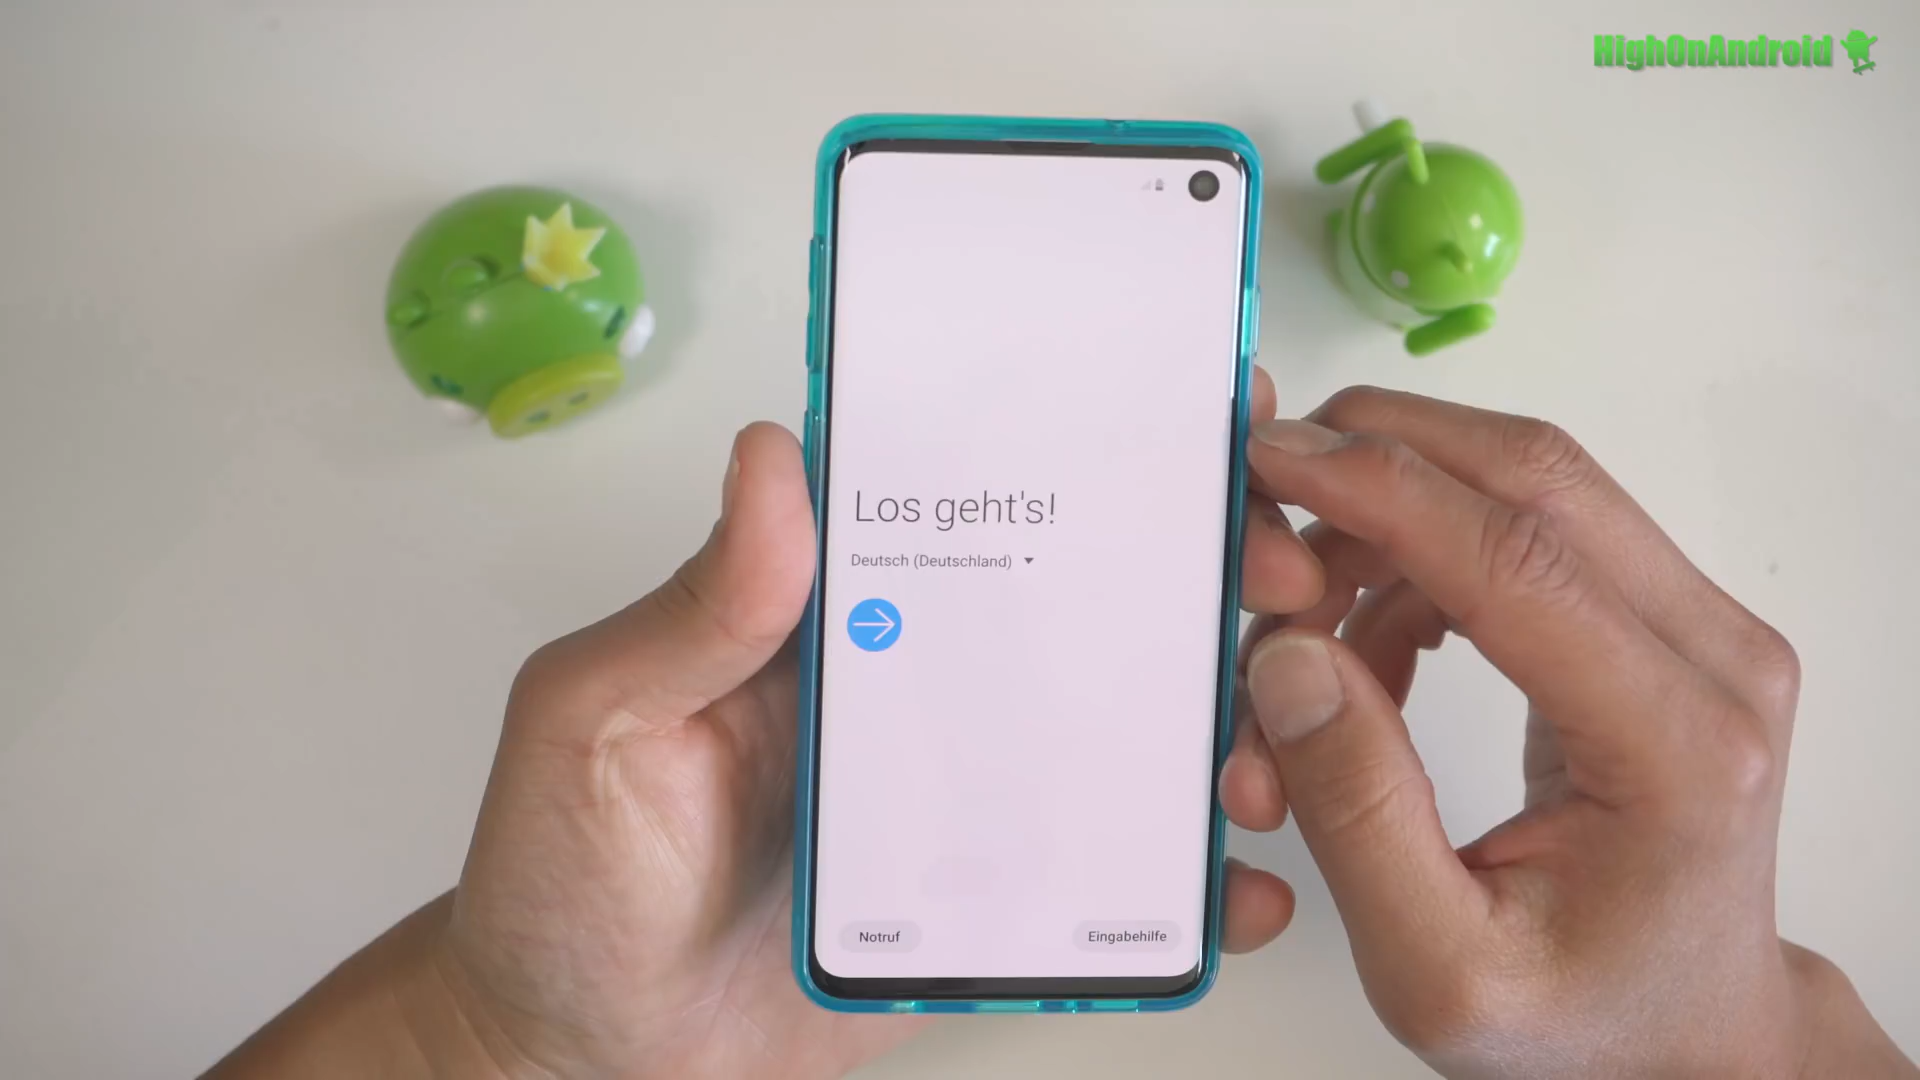 HighOnAndroid
Los geht's!
Deutsch (Deutschland)
Notruf
Eingabehilfe